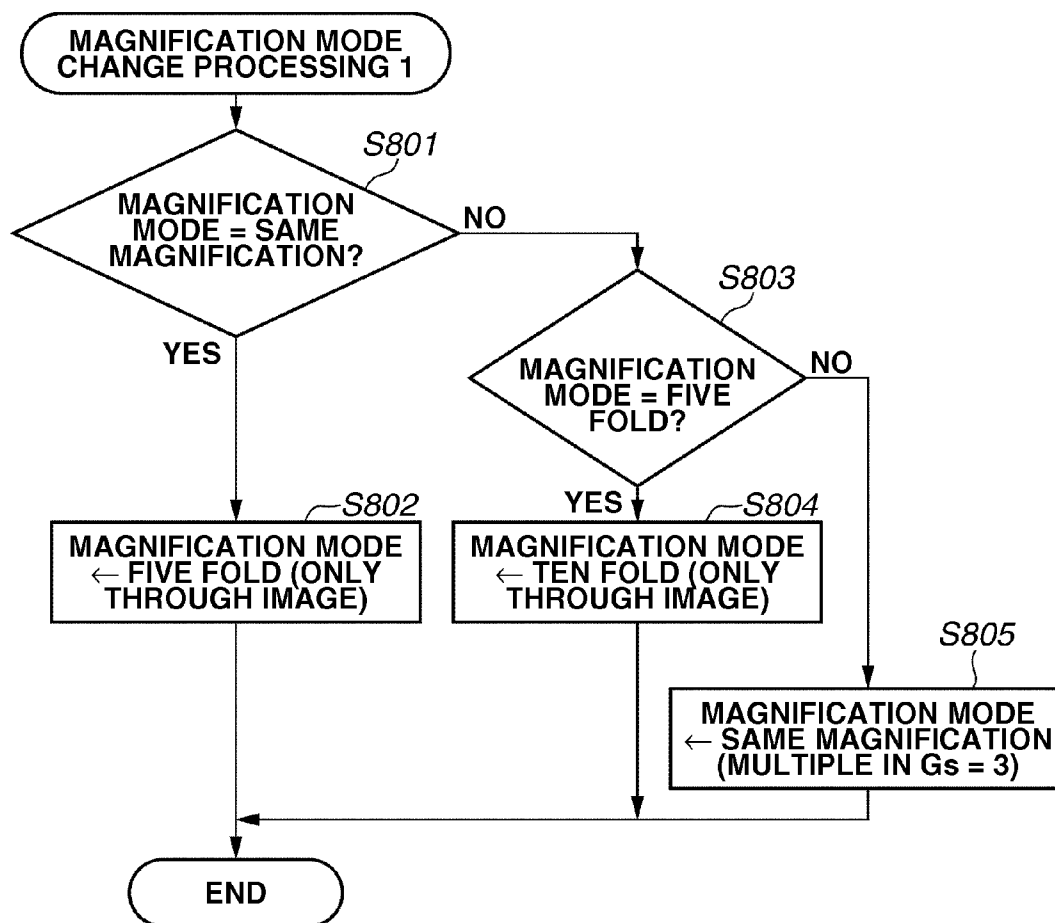 MAGNIFICATION MODE
CHANGE PROCESSING 1
S801
MAGNIFICATION
MODE = SAME
MAGNIFICATION?
NO
YES
S803
MAGNIFICATION
MODE = FIVE
FOLD?
NO
YES
S802
MAGNIFICATION MODE
← FIVE FOLD (ONLY
THROUGH IMAGE)
S804
MAGNIFICATION MODE
← TEN FOLD (ONLY
THROUGH IMAGE)
S805
MAGNIFICATION MODE
← SAME MAGNIFICATION
(MULTIPLE IN Gs = 3)
END